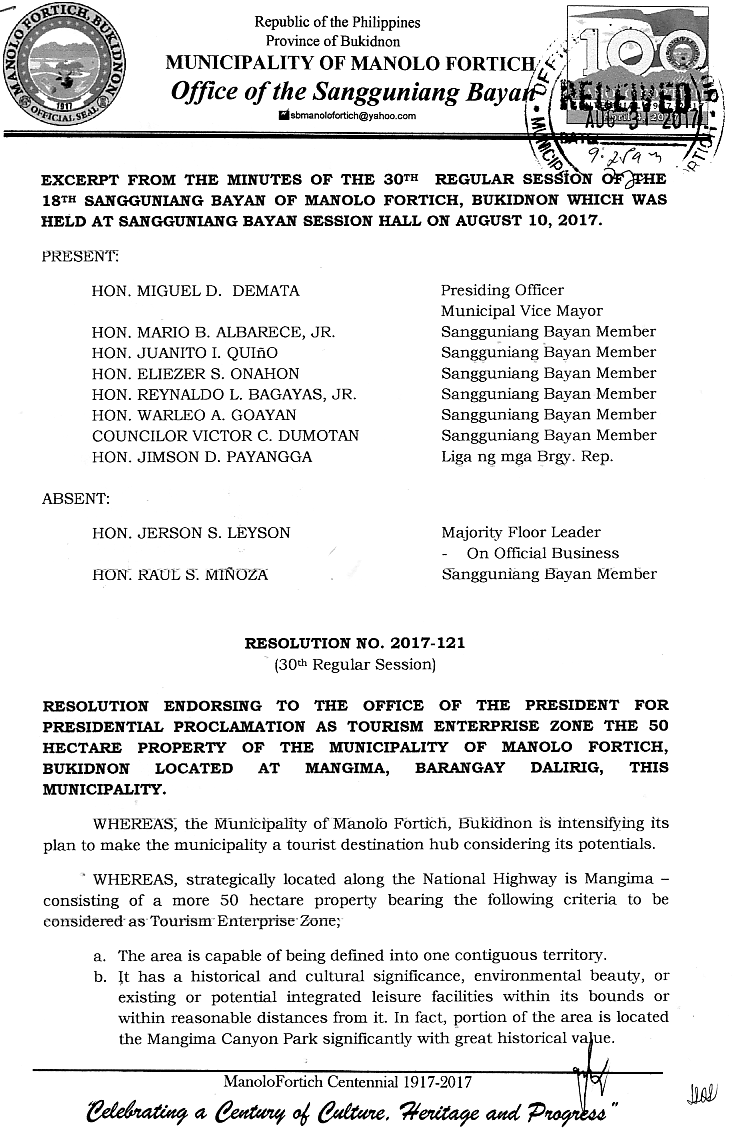 MANOLO FORTICH, BUKIDNON
1917
OFFICIAL SEAL
Republic of the Philippines
Province of Bukidnon
MUNICIPALITY OF MANOLO FORTICH
Office of the Sangguniang Bayan
sbmanolofortich@yahoo.com
100
RECEIVED
AUG 31 2017
DATE:
9:25am
EXCERPT FROM THE MINUTES OF THE 30TH REGULAR SESSION OF THE
18TH SANGGUNIANG BAYAN OF MANOLO FORTICH, BUKIDNON WHICH WAS
HELD AT SANGGUNIANG BAYAN SESSION HALL ON AUGUST 10, 2017.
PRESENT:
HON. MIGUEL D. DEMATA Presiding Officer
Municipal Vice Mayor
HON. MARIO B. ALBARECE, JR. Sangguniang Bayan Member
HON. JUANITO I. QUIñO Sangguniang Bayan Member
HON. ELIEZER S. ONAHON Sangguniang Bayan Member
HON. REYNALDO L. BAGAYAS, JR. Sangguniang Bayan Member
HON. WARLEO A. GOAYAN Sangguniang Bayan Member
COUNCILOR VICTOR C. DUMOTAN Sangguniang Bayan Member
HON. JIMSON D. PAYANGGA Liga ng mga Brgy. Rep.
ABSENT:
HON. JERSON S. LEYSON Majority Floor Leader
- On Official Business
HON. RAUL S. MIÑOZA Sangguniang Bayan Member
RESOLUTION NO. 2017-121
(30th Regular Session)
RESOLUTION ENDORSING TO THE OFFICE OF THE PRESIDENT FOR
PRESIDENTIAL PROCLAMATION AS TOURISM ENTERPRISE ZONE THE 50
HECTARE PROPERTY OF THE MUNICIPALITY OF MANOLO FORTICH,
BUKIDNON LOCATED AT MANGIMA, BARANGAY DALIRIG, THIS
MUNICIPALITY.
WHEREAS, the Municipality of Manolo Fortich, Bukidnon is intensifying its
plan to make the municipality a tourist destination hub considering its potentials.
WHEREAS, strategically located along the National Highway is Mangima –
consisting of a more 50 hectare property bearing the following criteria to be
considered as Tourism Enterprise Zone;
a. The area is capable of being defined into one contiguous territory.
b. It has a historical and cultural significance, environmental beauty, or
existing or potential integrated leisure facilities within its bounds or
within reasonable distances from it. In fact, portion of the area is located
the Mangima Canyon Park significantly with great historical value.
ManoloFortich Centennial 1917-2017
"Celebrating a Century of Culture, Heritage and Progress"